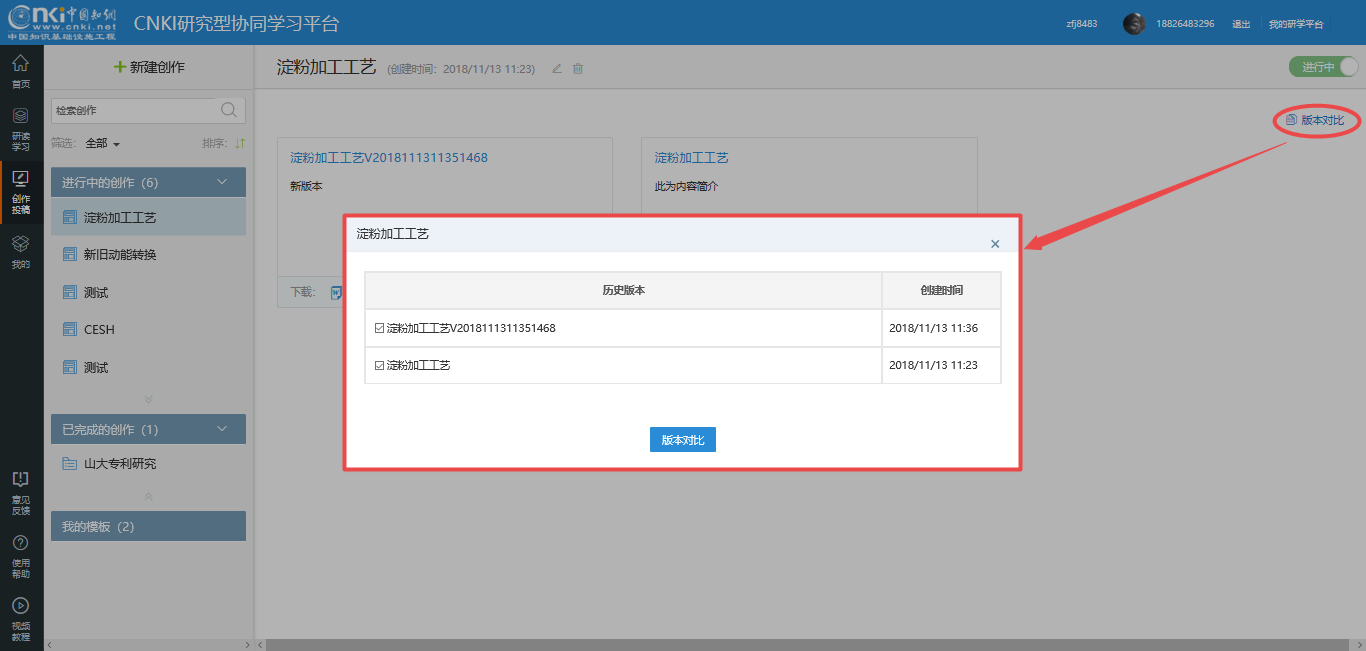 CNKI中国知网
www.cnki.net
中国知识基础设施工程
CNKI研究型协同学习平台
zfj8483
18826483296
退出
我的研学平台
首页
研读
学习
创作
投稿
我的
意见
反馈
使用
帮助
视频
教程
新建创作
检索创作
筛选: 全部
排序:
进行中的创作 (6)
淀粉加工工艺
新旧动能转换
测试
CESH
测试
已完成的创作 (1)
山大专利研究
我的模板 (2)
淀粉加工工艺 (创建时间: 2018/11/13 11:23)
进行中
版本对比
淀粉加工工艺V2018111311351468
新版本
下载:
淀粉加工工艺
此为内容简介
淀粉加工工艺
×
历史版本 创建时间
淀粉加工工艺V2018111311351468 2018/11/13 11:36
淀粉加工工艺 2018/11/13 11:23
版本对比